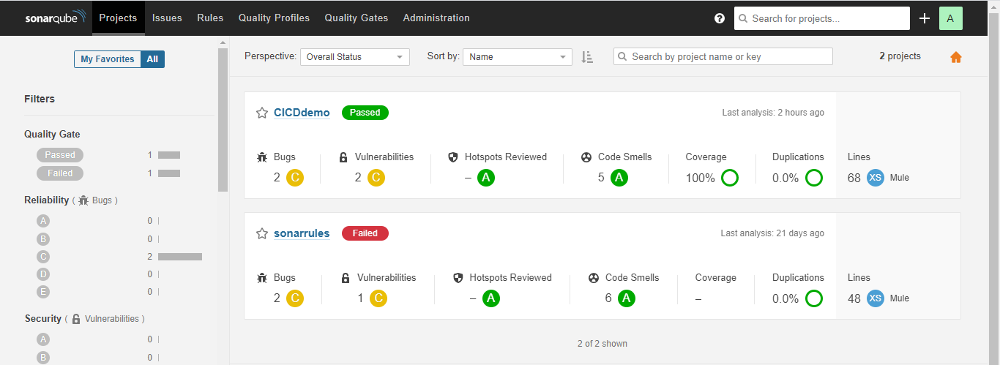 sonarqube Projects Issues Rules Quality Profiles Quality Gates Administration ? Search for projects... A
My Favorites All
Perspective: Overall Status Sort by: Name Search by project name or key 2 projects
Filters
Quality Gate
Passed 1
Failed 1
Reliability ( Bugs )
A 0
B 0
C 2
D 0
E 0
Security ( Vulnerabilities )
A 0
B 0
CICDdemo Passed Last analysis: 2 hours ago
Bugs Vulnerabilities Hotspots Reviewed Code Smells Coverage Duplications Lines
2 C 2 C – A 5 A 100% 0.0% 68 XS Mule
sonarrules Failed Last analysis: 21 days ago
Bugs Vulnerabilities Hotspots Reviewed Code Smells Coverage Duplications Lines
2 C 1 C – A 6 A – 0.0% 48 XS Mule
2 of 2 shown